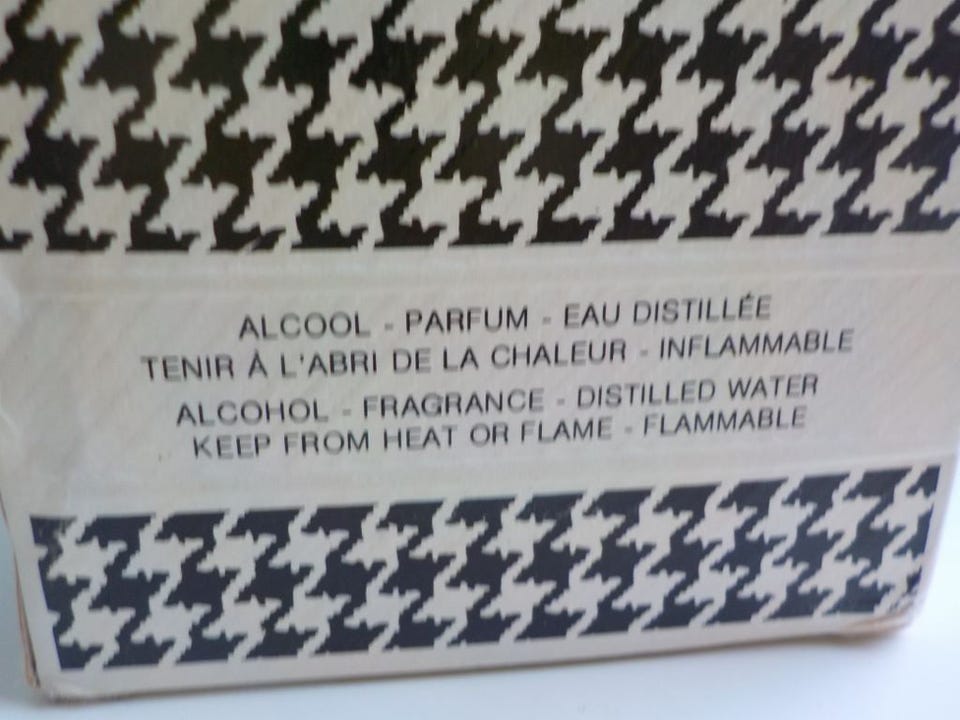 ALCOOL - PARFUM - EAU DISTILLÉE
TENIR À L'ABRI DE LA CHALEUR - INFLAMMABLE
ALCOHOL - FRAGRANCE - DISTILLED WATER
KEEP FROM HEAT OR FLAME - FLAMMABLE